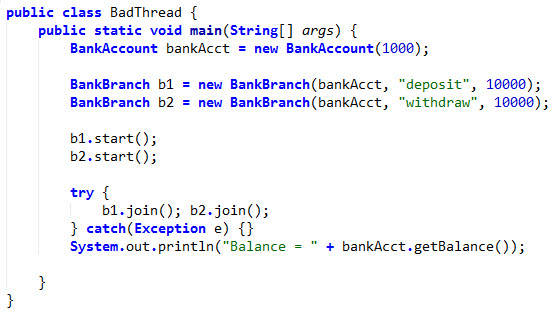 public class BadThread {
    public static void main(String[] args) {
        BankAccount bankAcct = new BankAccount(1000);

        BankBranch b1 = new BankBranch(bankAcct, "deposit", 10000);
        BankBranch b2 = new BankBranch(bankAcct, "withdraw", 10000);

        b1.start();
        b2.start();

        try {
            b1.join(); b2.join();
        } catch(Exception e) {}
        System.out.println("Balance = " + bankAcct.getBalance());

    }
}